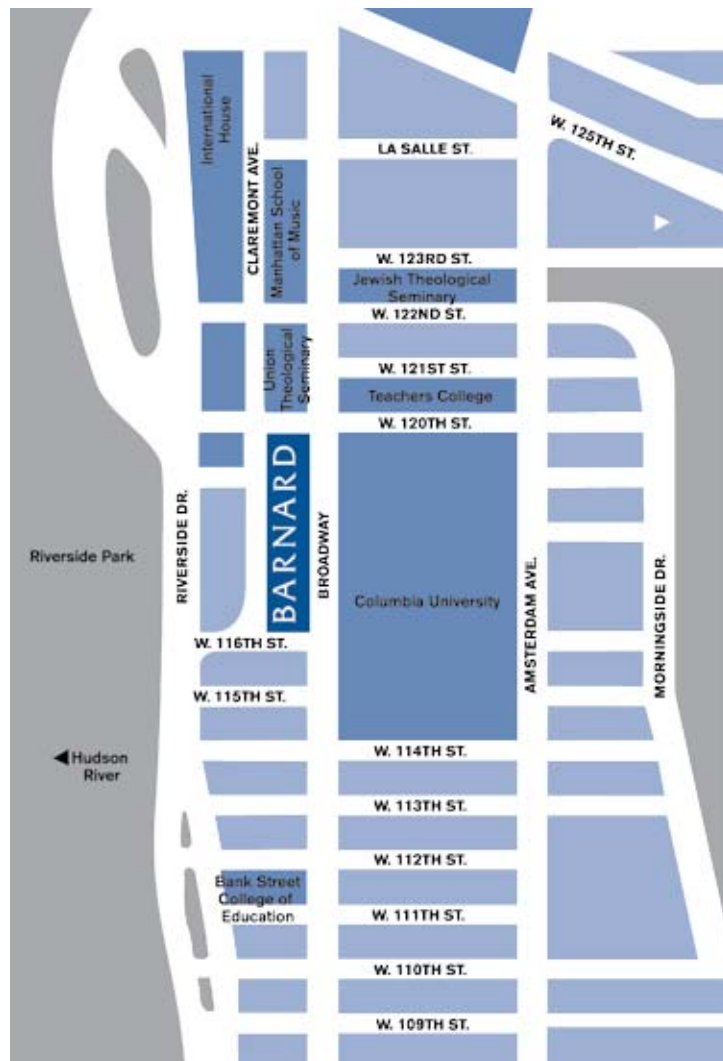 International
House
CLAREMONT AVE.
Manhattan School
of Music
LA SALLE ST.
W. 125TH ST.
W. 123RD ST.
Jewish Theological
Seminary
W. 122ND ST.
Union
Theological
Seminary
W. 121ST ST.
Teachers College
W. 120TH ST.
Riverside Park
RIVERSIDE DR.
BARNARD
BROADWAY
Columbia University
AMSTERDAM AVE.
MORNINGSIDE DR.
W. 116TH ST.
W. 115TH ST.
Hudson
River
W. 114TH ST.
W. 113TH ST.
W. 112TH ST.
Bank Street
College of
Education
W. 111TH ST.
W. 110TH ST.
W. 109TH ST.